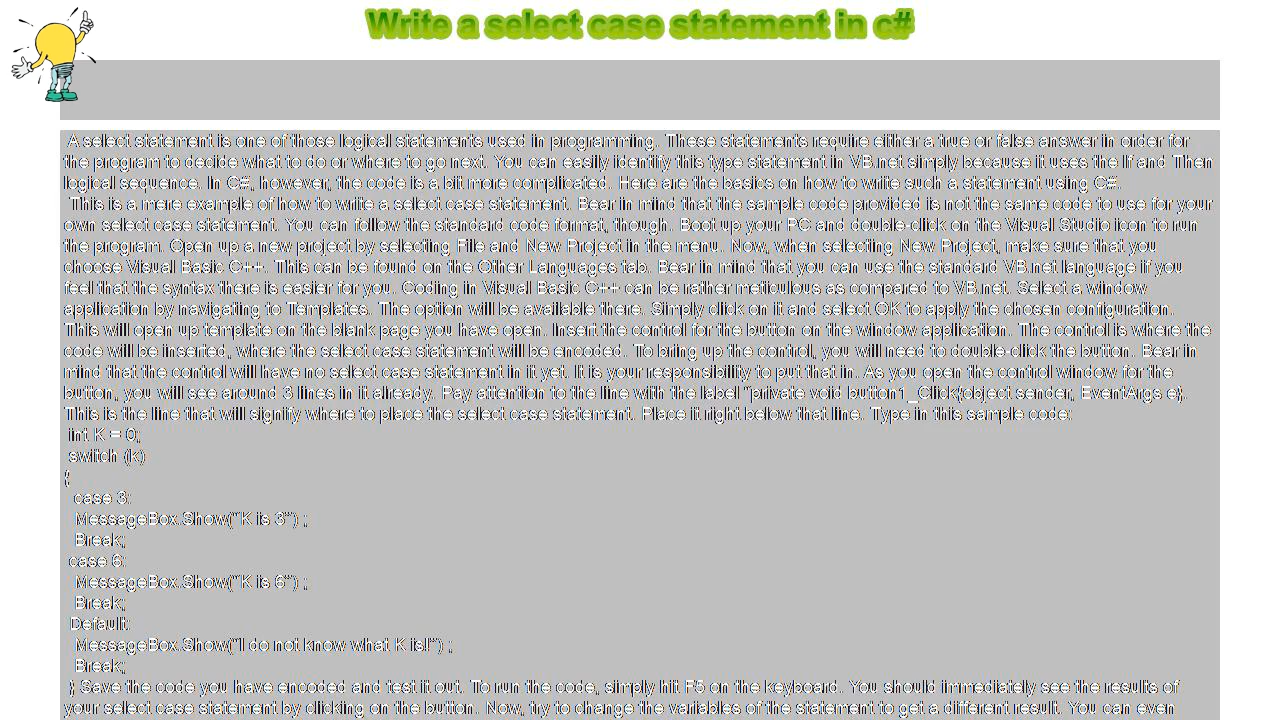 Write a select case statement in c#
A select statement is one of those logical statements used in programming. These statements require either a true or false answer in order for
the program to decide what to do or where to go next. You can easily identify this type statement in VB.net simply because it uses the If and Then
logical sequence. In C#, however, the code is a bit more complicated. Here are the basics on how to write such a statement using C#.
This is a mere example of how to write a select case statement. Bear in mind that the sample code provided is not the same code to use for your
own select case statement. You can follow the standard code format, though. Boot up your PC and double-click on the Visual Studio icon to run
the program. Open up a new project by selecting File and New Project in the menu. Now, when selecting New Project, make sure that you
choose Visual Basic C++. This can be found on the Other Languages tab. Bear in mind that you can use the standard VB.net language if you
feel that the syntax there is easier for you. Coding in Visual Basic C++ can be rather meticulous as compared to VB.net. Select a window
application by navigating to Templates. The option will be available there. Simply click on it and select OK to apply the chosen configuration.
This will open up template on the blank page you have open. Insert the control for the button on the window application. The control is where the
code will be inserted, where the select case statement will be encoded. To bring up the control, you will need to double-click the button. Bear in
mind that the control will have no select case statement in it yet. It is your responsibility to put that in. As you open the control window for the
button, you will see around 3 lines in it already. Pay attention to the line with the label “private void button1_Click{object sender, EventArgs e}.
This is the line that will signify where to place the select case statement. Place it right below that line. Type in this sample code:
int K = 0;
switch (k)
{
case 3:
MessageBox.Show(“K is 3”) ;
Break;
case 6:
MessageBox.Show(“K is 6”) ;
Break;
Default:
MessageBox.Show(“I do not know what K is!”) ;
Break;
} Save the code you have encoded and test it out. To run the code, simply hit F5 on the keyboard. You should immediately see the results of
your select case statement by clicking on the button. Now, try to change the variables of the statement to get a different result. You can even